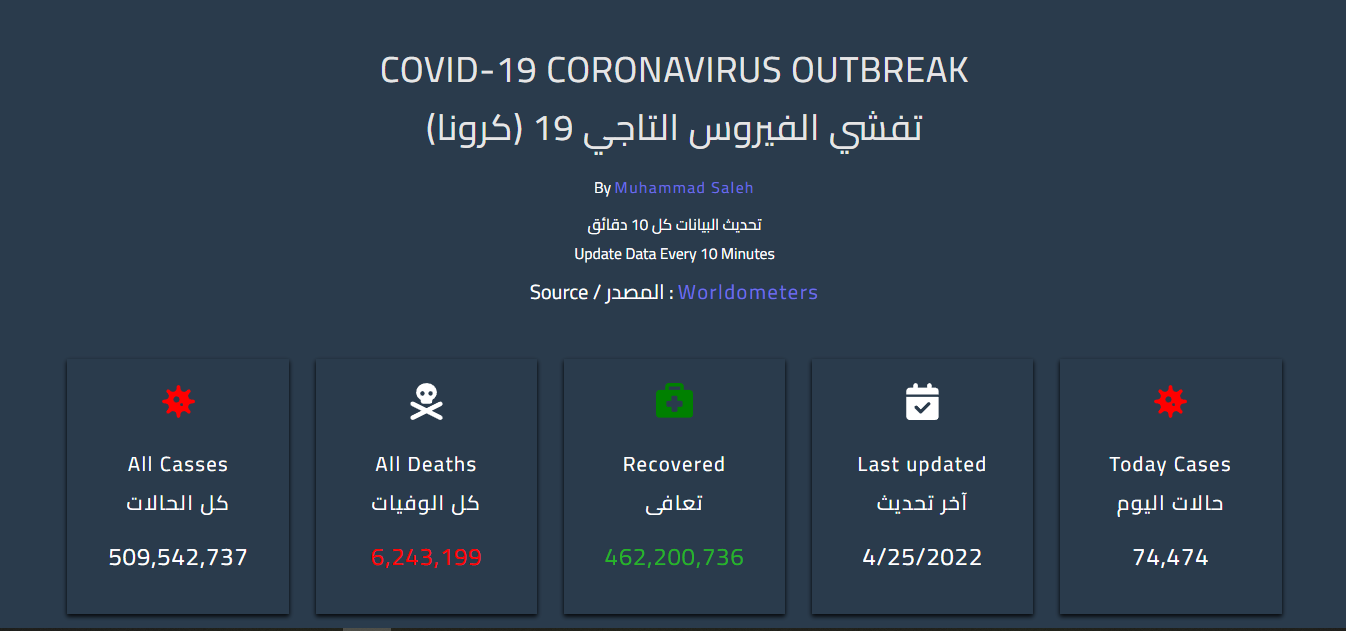 COVID-19 CORONAVIRUS OUTBREAK
تفشي الفيروس التاجي 19 (كرونا)
By Muhammad Saleh
تحديث البيانات كل 10 دقائق
Update Data Every 10 Minutes
Source / المصدر : Worldometers
All Casses
كل الحالات
509,542,737
All Deaths
كل الوفيات
6,243,199
Recovered
تعافى
462,200,736
Last updated
آخر تحديث
4/25/2022
Today Cases
حالات اليوم
74,474